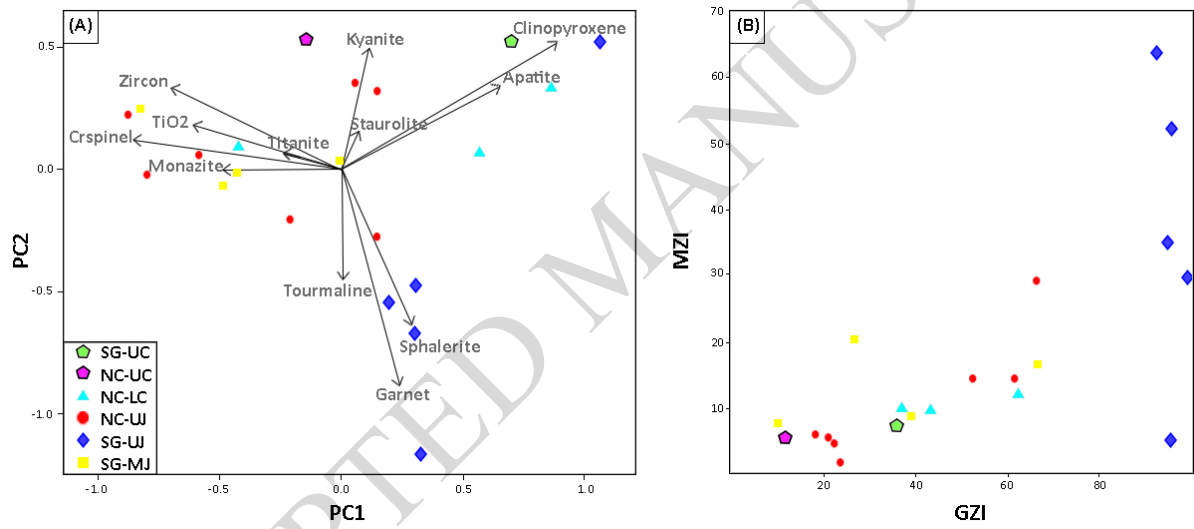 (A)
Clinopyroxene
0.5
Kyanite
Zircon
Apatite
TiO2
Staurolite
Crspinel
Titanite
Monazite
0.0
PC2
-0.5
Tourmaline
Sphalerite
Garnet
-1.0
SG-UC
NC-UC
NC-LC
NC-UJ
SG-UJ
SG-MJ
-1.0 -0.5 0.0 0.5 1.0
PC1
(B)
70
60
50
40
30
20
10
MZI
20 40 60 80
GZI
PTED MANUS